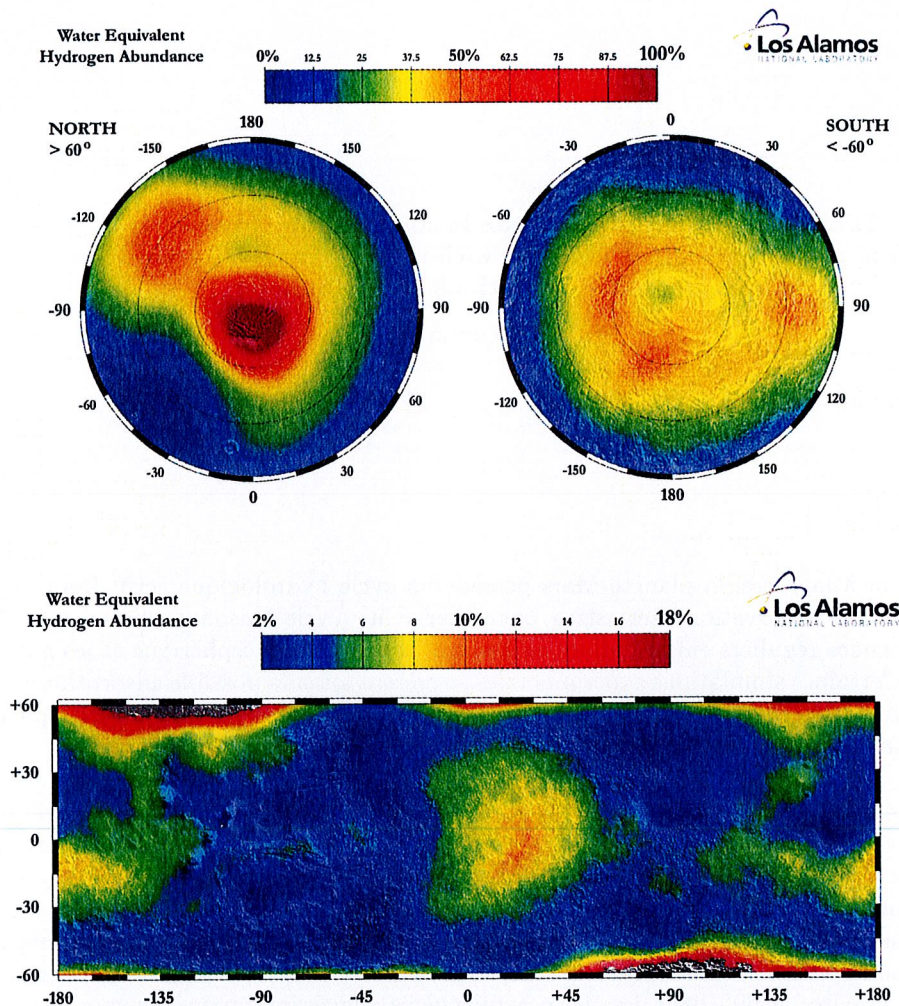 Water Equivalent
Hydrogen Abundance
0% 12.5 25 37.5 50% 62.5 75 87.5 100%
Los Alamos
NATIONAL LABORATORY
NORTH
> 60°
180
-150 150
-120 120
-90 90
-60 60
-30 30
0
SOUTH
< -60°
0
30
-60 60
-90 90
-120 120
-150 150
180
Water Equivalent
Hydrogen Abundance
2% 4 6 8 10% 12 14 16 18%
Los Alamos
NATIONAL LABORATORY
+60
+30
0
-30
-60
-180 -135 -90 -45 0 +45 +90 +135 +180